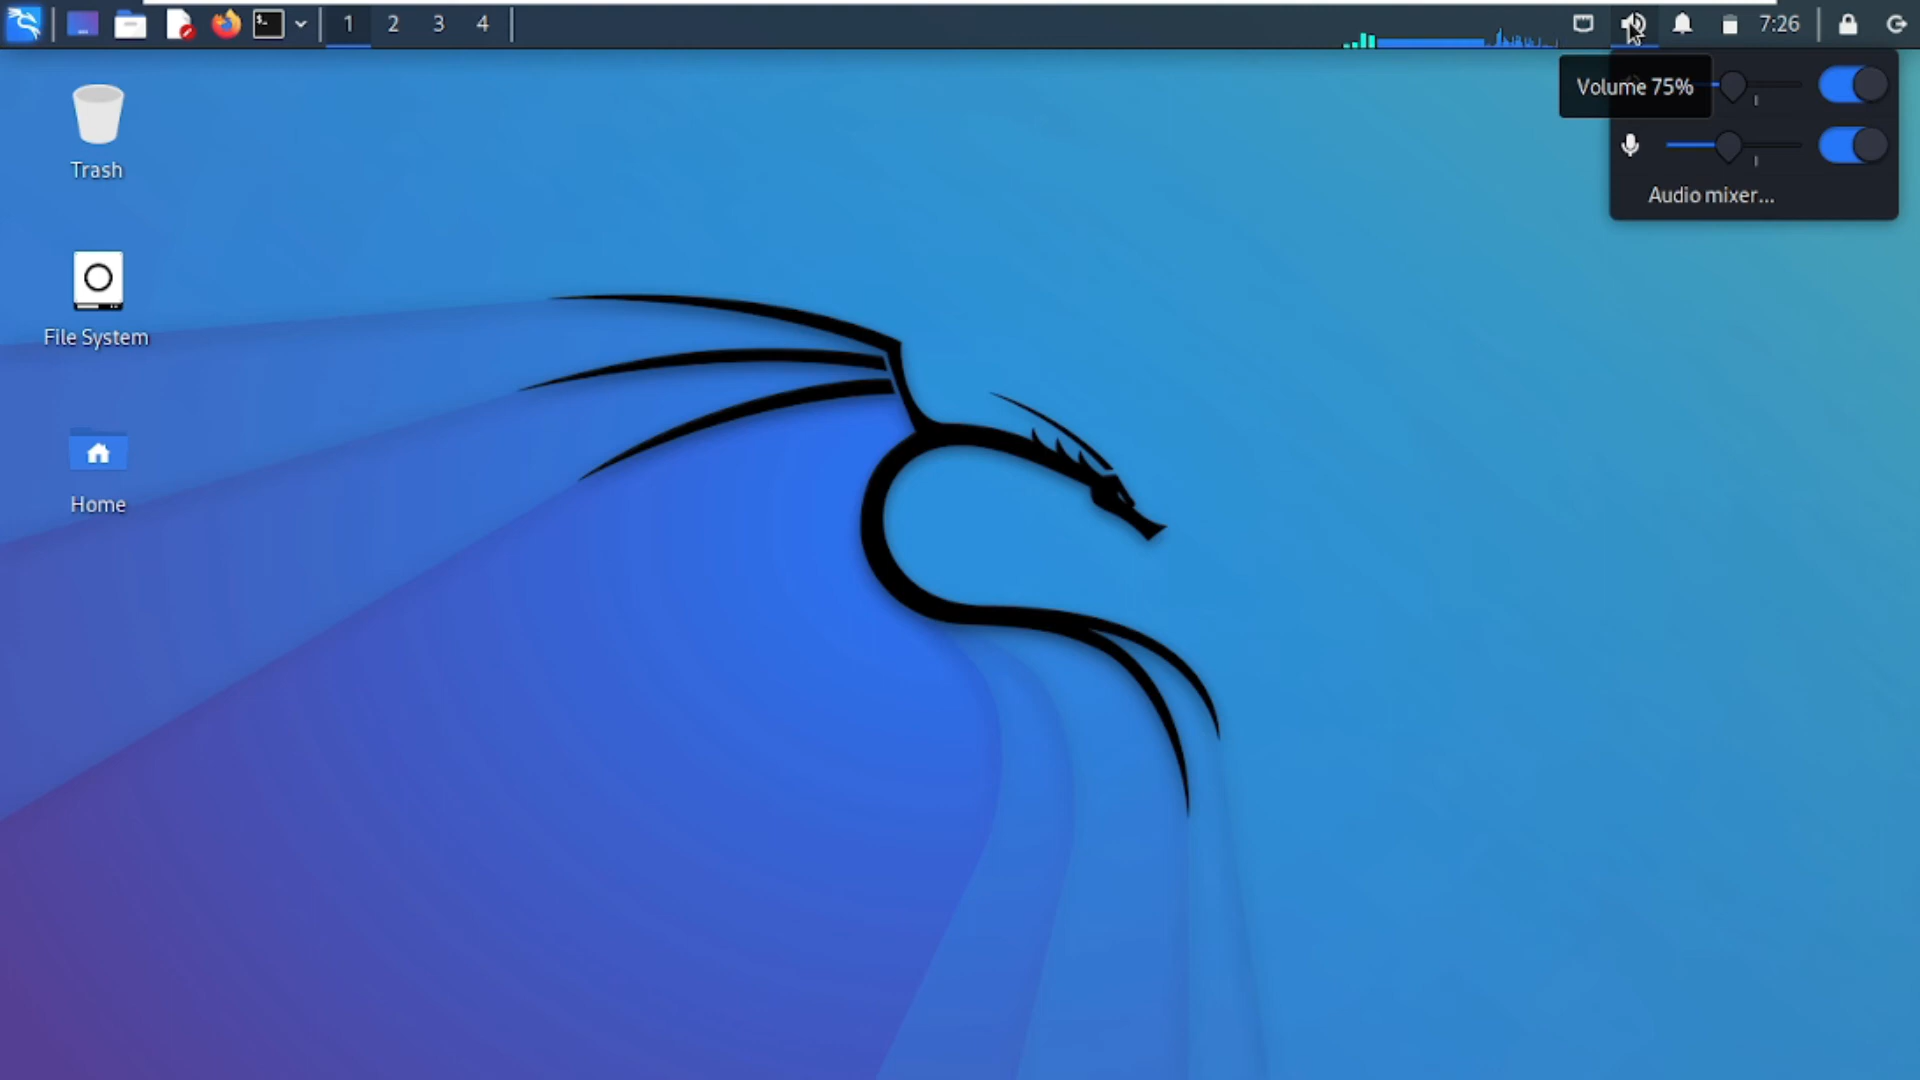 1 2 3 4
7:26
Volume 75%
Audio mixer...
Trash
File System
Home